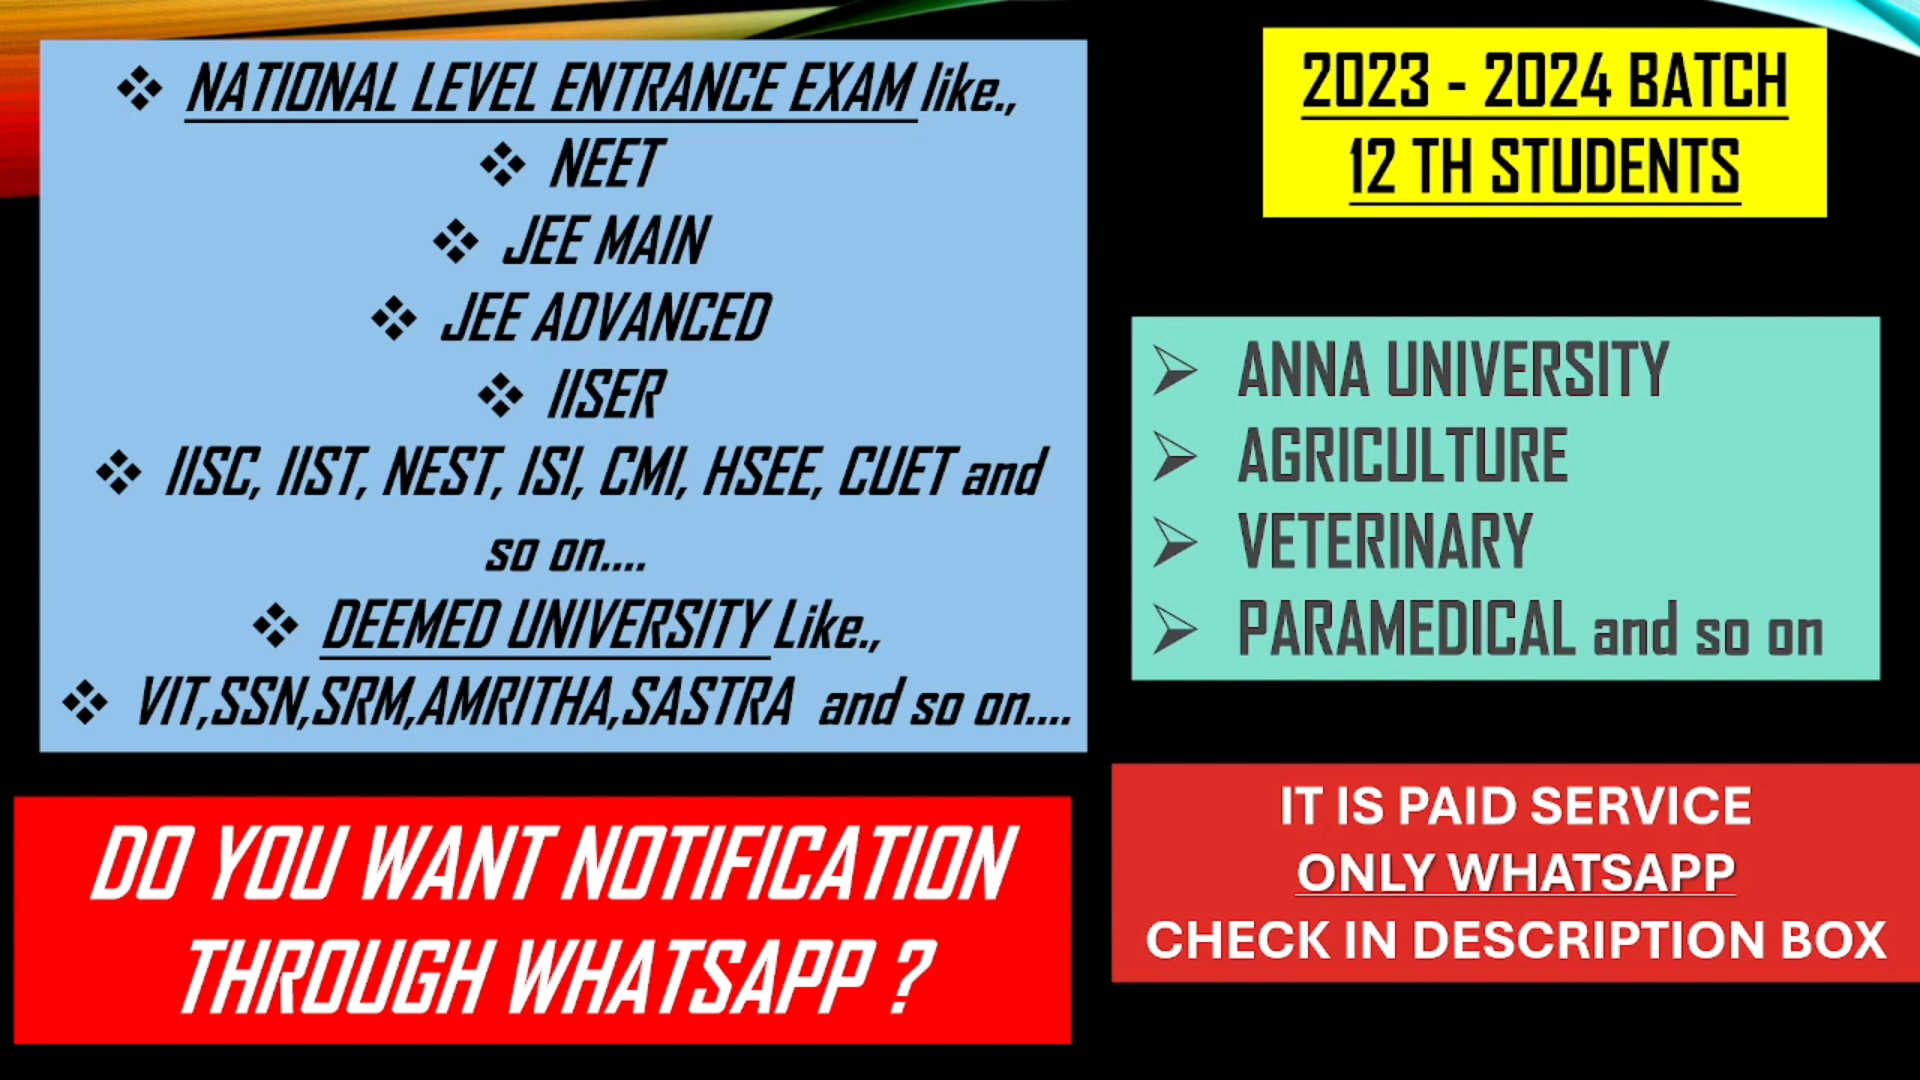 NATIONAL LEVEL ENTRANCE EXAM like.,
NEET
JEE MAIN
JEE ADVANCED
IISER
IISC, IIST, NEST, ISI, CMI, HSEE, CUET and
so on....
DEEMED UNIVERSITY Like.,
VIT,SSN,SRM,AMRITHA,SASTRA and so on....
DO YOU WANT NOTIFICATION
THROUGH WHATSAPP ?
2023 - 2024 BATCH
12 TH STUDENTS
ANNA UNIVERSITY
AGRICULTURE
VETERINARY
PARAMEDICAL and so on
IT IS PAID SERVICE
ONLY WHATSAPP
CHECK IN DESCRIPTION BOX